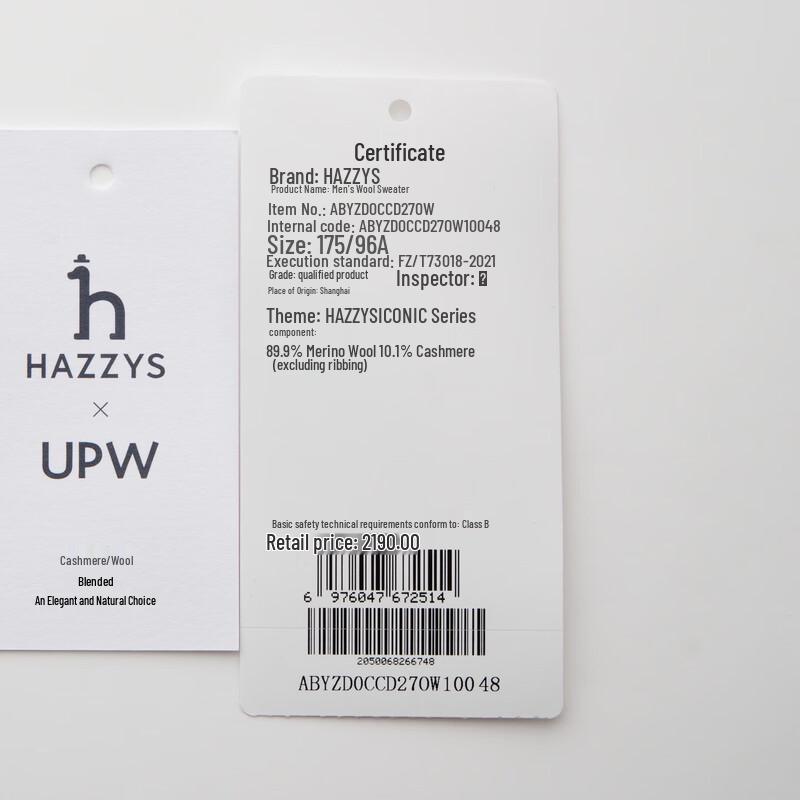 HAZZYS
×
UPW
Cashmere/Wool
Blended
An Elegant and Natural Choice
Certificate
Brand: HAZZYS
Product Name: Men's Wool Sweater
Item No.: ABYZD0CCD270W
Internal code: ABYZD0CCD270W10048
Size: 175/96A
Execution standard: FZ/T73018-2021
Grade: qualified product
Inspector:
Place of Origin: Shanghai
Theme: HAZZYSICONIC Series
component:
89.9% Merino Wool 10.1% Cashmere
(excluding ribbing)
Basic safety technical requirements conform to: Class B
Retail price: 2190.00
6 976047 672514
2050068266748
ABYZD0CCD270W100 48